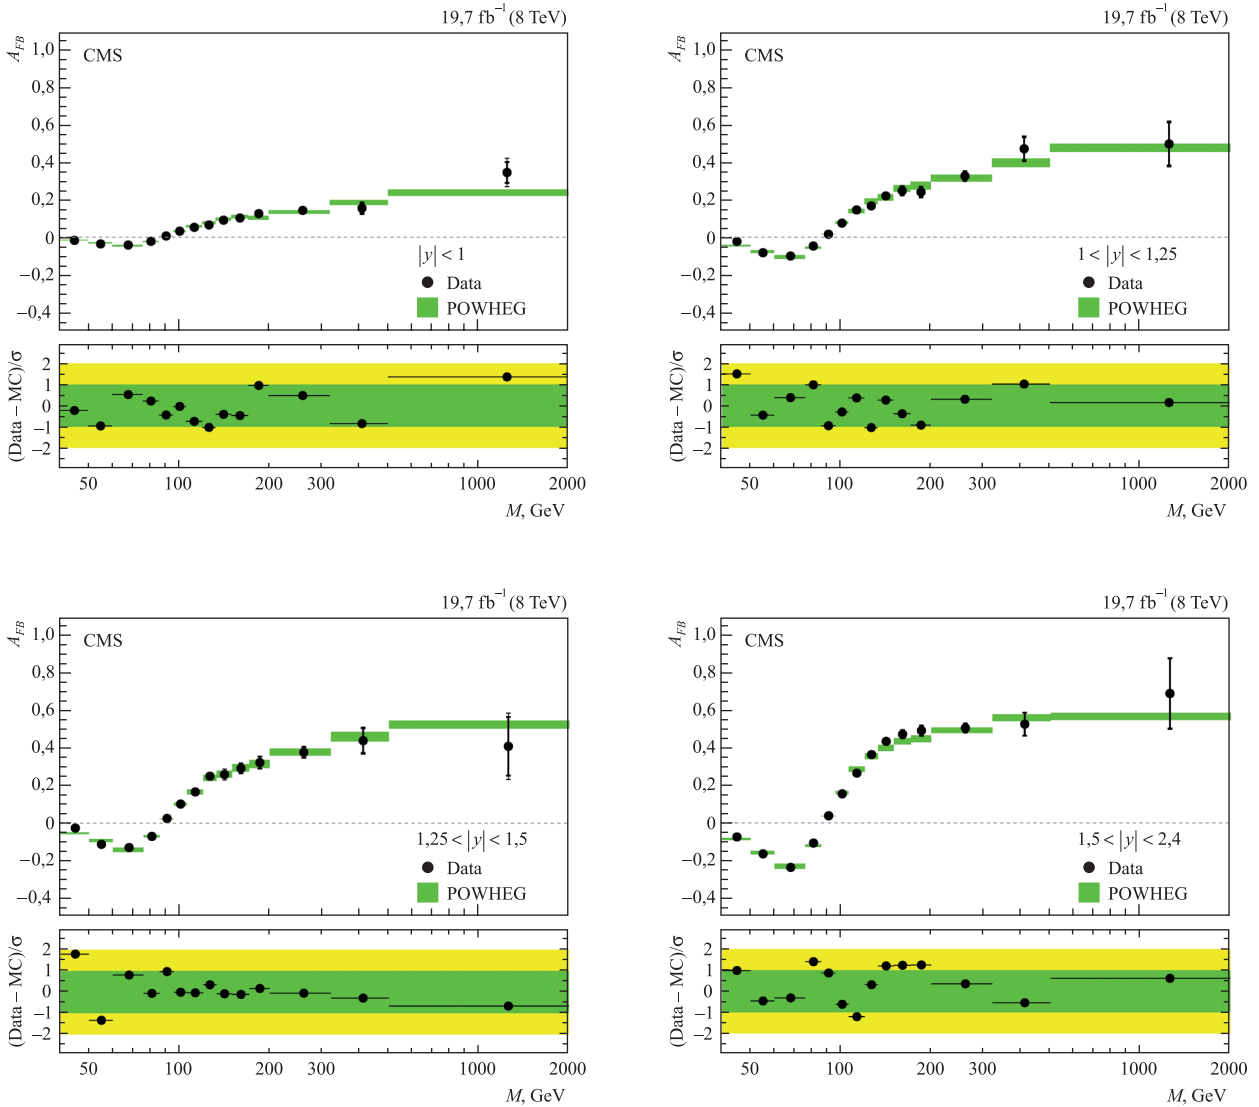 19,7 fb⁻¹ (8 TeV)
A_FB
CMS
1,0
0,8
0,6
0,4
0,2
0
−0,2
−0,4
|y| < 1
Data
POWHEG
(Data − MC)/σ
2
1
0
−1
−2
50 100 200 300 1000 2000
M, GeV
19,7 fb⁻¹ (8 TeV)
A_FB
CMS
1,0
0,8
0,6
0,4
0,2
0
−0,2
−0,4
1 < |y| < 1,25
Data
POWHEG
(Data − MC)/σ
2
1
0
−1
−2
50 100 200 300 1000 2000
M, GeV
19,7 fb⁻¹ (8 TeV)
A_FB
CMS
1,0
0,8
0,6
0,4
0,2
0
−0,2
−0,4
1,25 < |y| < 1,5
Data
POWHEG
(Data − MC)/σ
2
1
0
−1
−2
50 100 200 300 1000 2000
M, GeV
19,7 fb⁻¹ (8 TeV)
A_FB
CMS
1,0
0,8
0,6
0,4
0,2
0
−0,2
−0,4
1,5 < |y| < 2,4
Data
POWHEG
(Data − MC)/σ
2
1
0
−1
−2
50 100 200 300 1000 2000
M, GeV